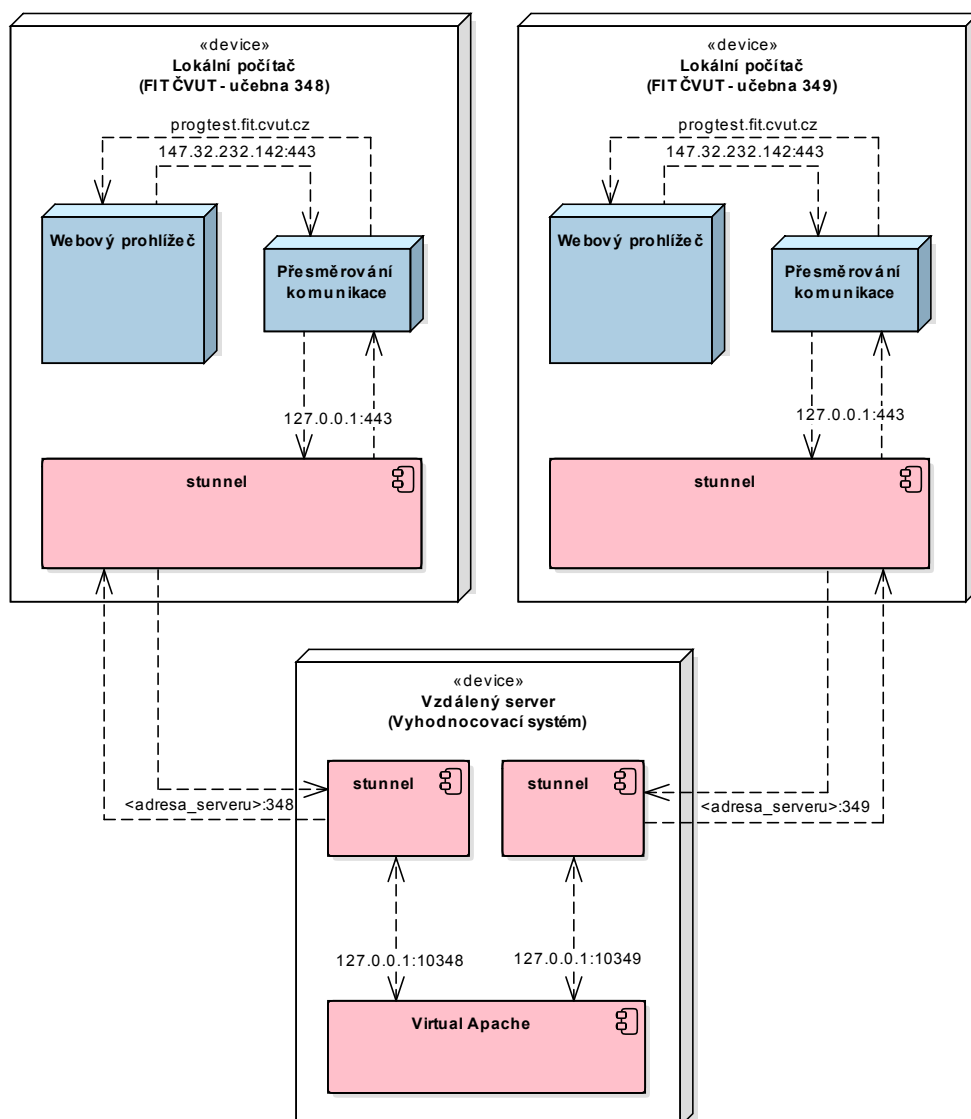 «device»
Lokální počítač
(FIT ČVUT - učebna 348)
progtest.fit.cvut.cz
147.32.232.142:443
Webový prohlížeč
Přesměrování
komunikace
127.0.0.1:443
stunnel
«device»
Lokální počítač
(FIT ČVUT - učebna 349)
progtest.fit.cvut.cz
147.32.232.142:443
Webový prohlížeč
Přesměrování
komunikace
127.0.0.1:443
stunnel
«device»
Vzdálený server
(Vyhodnocovací systém)
stunnel
stunnel
<adresa_serveru>:348
<adresa_serveru>:349
127.0.0.1:10348
127.0.0.1:10349
Virtual Apache